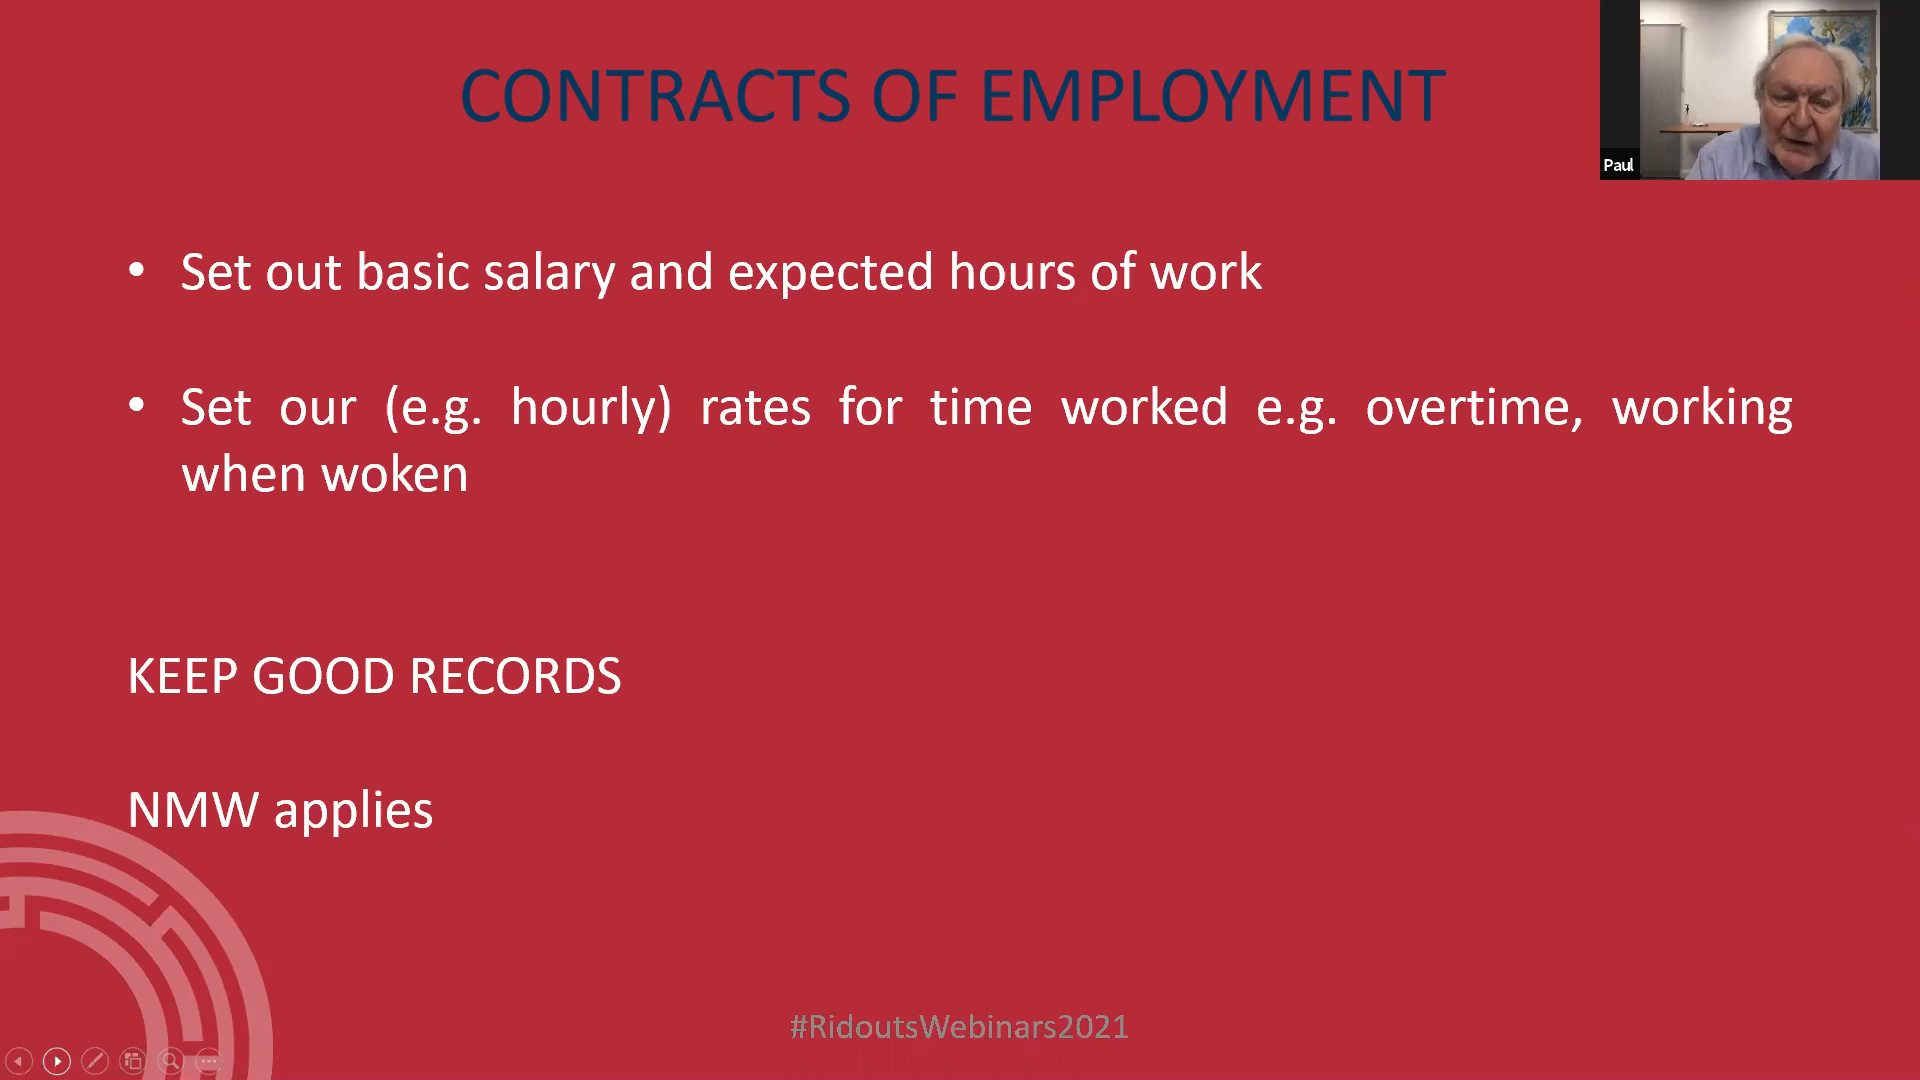 CONTRACTS OF EMPLOYMENT
Paul
• Set out basic salary and expected hours of work
• Set our (e.g. hourly) rates for time worked e.g. overtime, working
when woken
KEEP GOOD RECORDS
NMW applies
#RidoutsWebinars2021